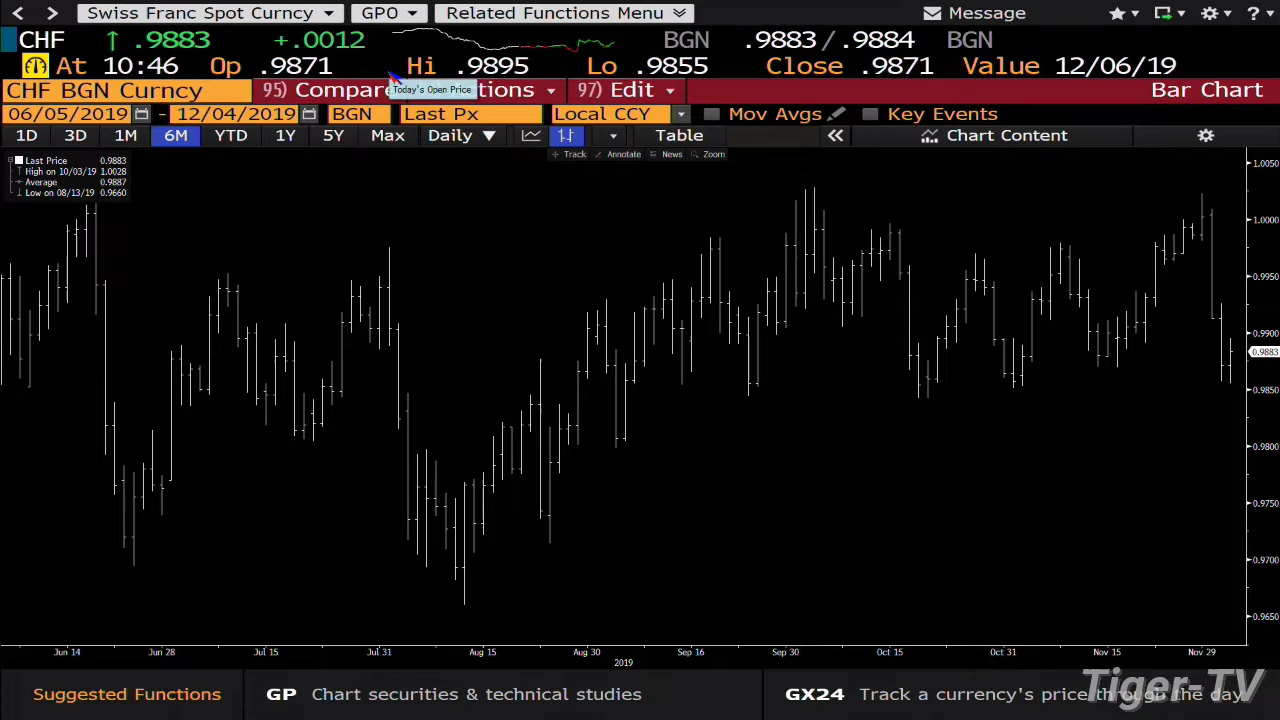 Swiss Franc Spot Curncy GPO Related Functions Menu Message ?
CHF ↑ .9883 +.0012 BGN .9883 / .9884 BGN
At 10:46 Op .9871 Hi .9895 Lo .9855 Close .9871 Value 12/06/19
CHF BGN Curncy 95) Compare tions 97) Edit Bar Chart
Today's Open Price
06/05/2019 - 12/04/2019 BGN Last Px Local CCY Mov Avgs Key Events
1D 3D 1M 6M YTD 1Y 5Y Max Daily ▼ Table « Chart Content
Track Annotate News Zoom
Last Price 0.9883
High on 10/03/19 1.0028
Average 0.9887
Low on 08/13/19 0.9660
1.0050
1.0000
0.9950
0.9900
0.9883
0.9850
0.9800
0.9750
0.9700
0.9650
Jun 14 Jun 28 Jul 15 Jul 31 Aug 15 Aug 30 Sep 16 Sep 30 Oct 15 Oct 31 Nov 15 Nov 29
2019
Suggested Functions GP Chart securities & technical studies GX24 Track a currency's price through the day
Tiger-TV